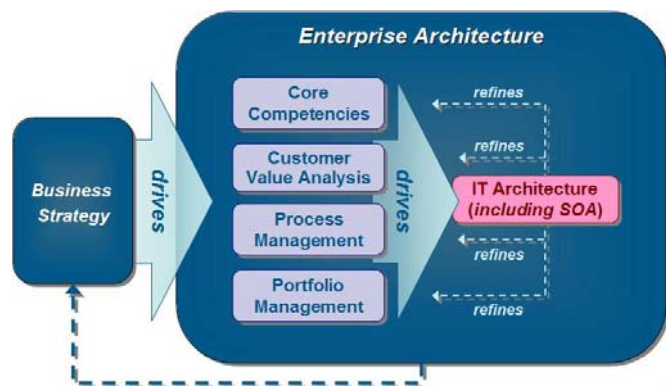 Enterprise Architecture
Business
Strategy
drives
Core
Competencies
Customer
Value Analysis
Process
Management
Portfolio
Management
drives
refines
refines
IT Architecture
(including SOA)
refines
refines